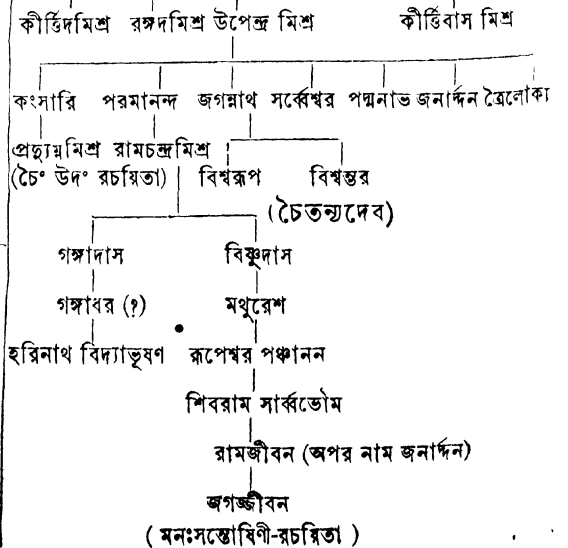 কীর্ত্তিদমিশ্র রঙ্গদমিশ্র উপেন্দ্র মিশ্র কীর্ত্তিবাস মিশ্র
কংসারি পরমানন্দ জগন্নাথ সর্ব্বেশ্বর পদ্মনাভ জনার্দ্দন ত্রৈলোক্য
প্রদ্যুম্নমিশ্র রামচন্দ্রমিশ্র
(চৈ° উদ° রচয়িতা) বিশ্বরূপ বিশ্বম্ভর
(চৈতন্যদেব)
গঙ্গাদাস বিষ্ণুদাস
গঙ্গাবর (?) মথুরেশ
হরিনাথ বিদ্যাভূষণ রূপেশ্বর পঞ্চানন
শিবরাম সার্ব্বভৌম
রামজীবন (অপর নাম জনার্দ্দন)
জগজ্জীবন
( মনঃসন্তোষিণী-রচয়িতা )